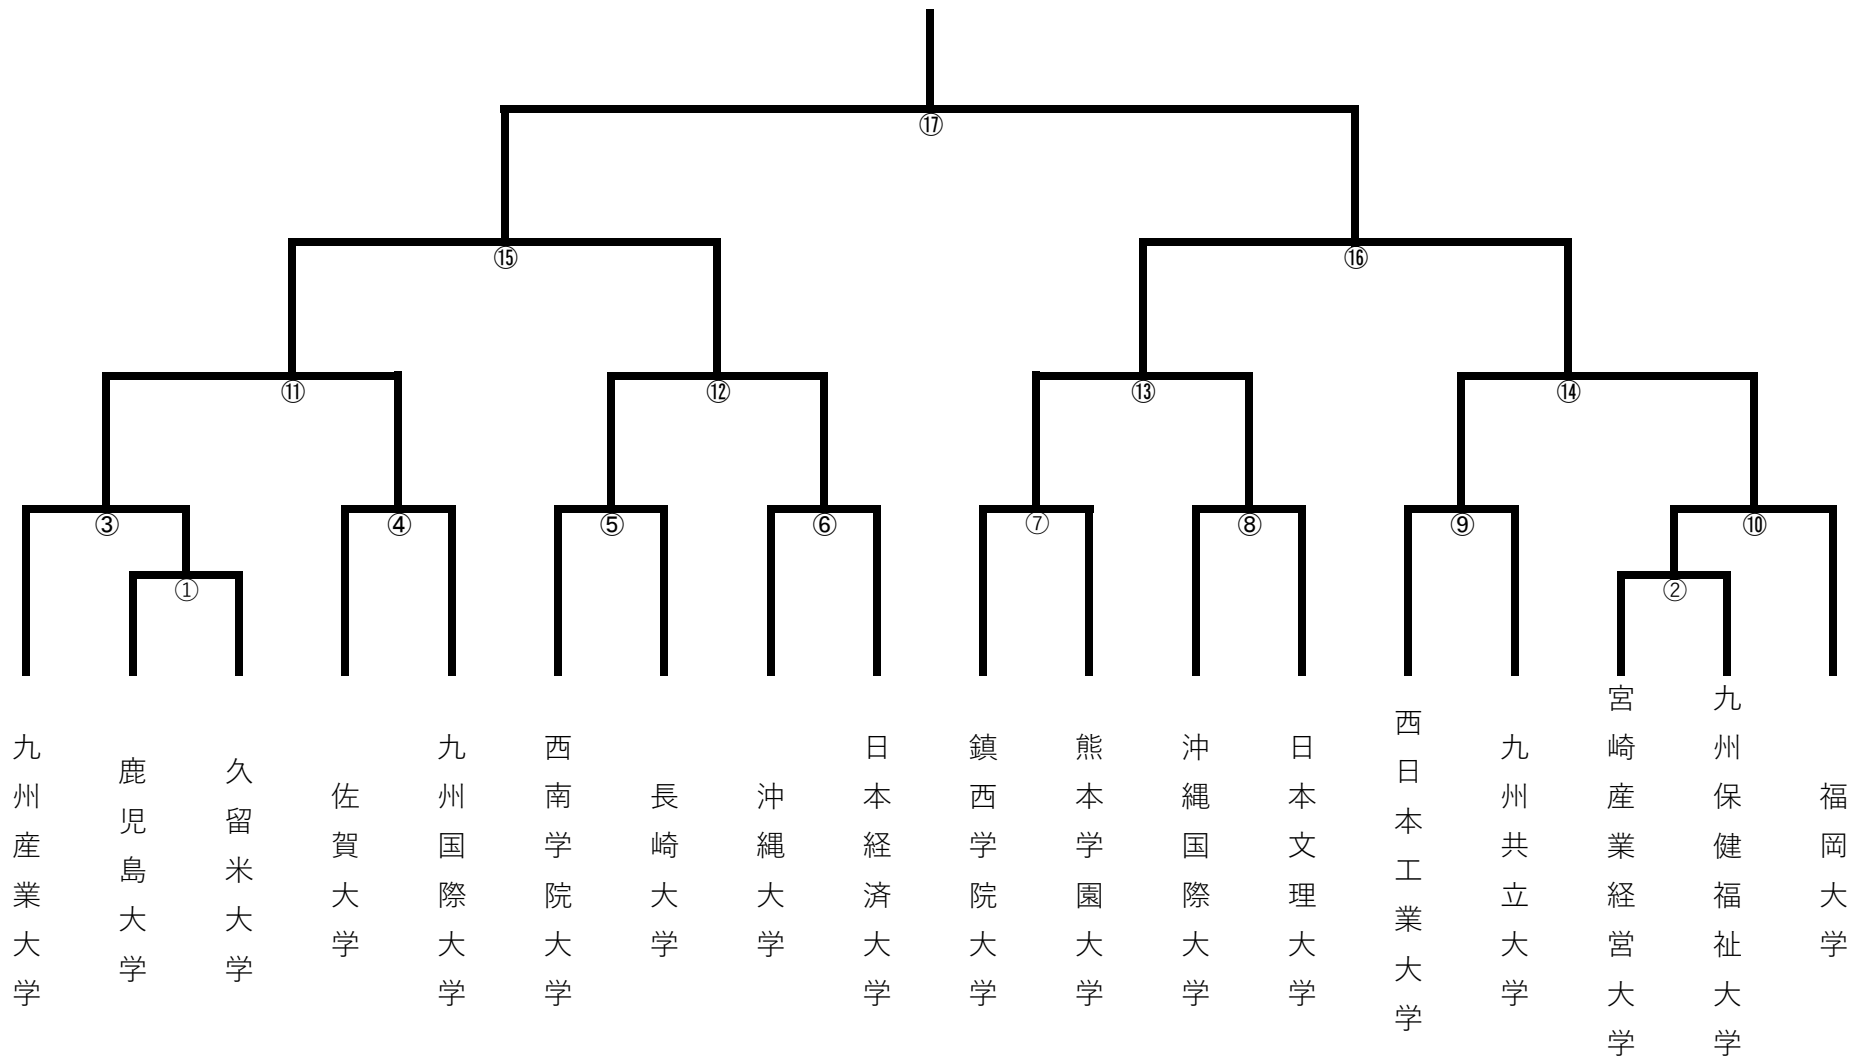 ⑰
⑮
⑯
⑪
⑫
⑬
⑭
③
④
⑤
⑥
⑦
⑧
⑨
⑩
①
②
九州産業大学
鹿児島大学
久留米大学
佐賀大学
九州国際大学
西南学院大学
長崎大学
沖縄大学
日本経済大学
鎮西学院大学
熊本学園大学
沖縄国際大学
日本文理大学
西日本工業大学
九州共立大学
宮崎産業経営大学
九州保健福祉大学
福岡大学